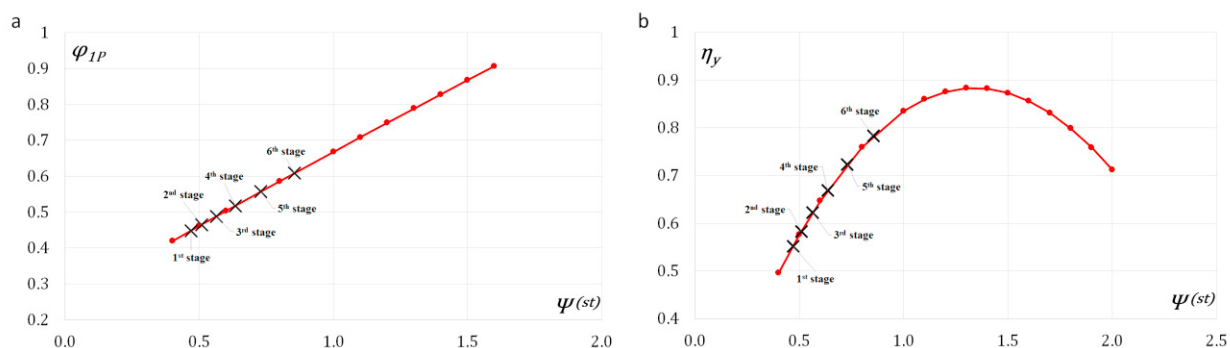 a
φ1P
1
0.9
0.8
0.7
0.6
0.5
0.4
0.3
0.2
6th stage
4th stage
2nd stage
5th stage
3rd stage
1st stage
Ψ(st)
0.0 0.5 1.0 1.5 2.0
b
ηy
1
0.9
0.8
0.7
0.6
0.5
0.4
6th stage
4th stage
5th stage
2nd stage
3rd stage
1st stage
Ψ(st)
0.0 0.5 1.0 1.5 2.0 2.5